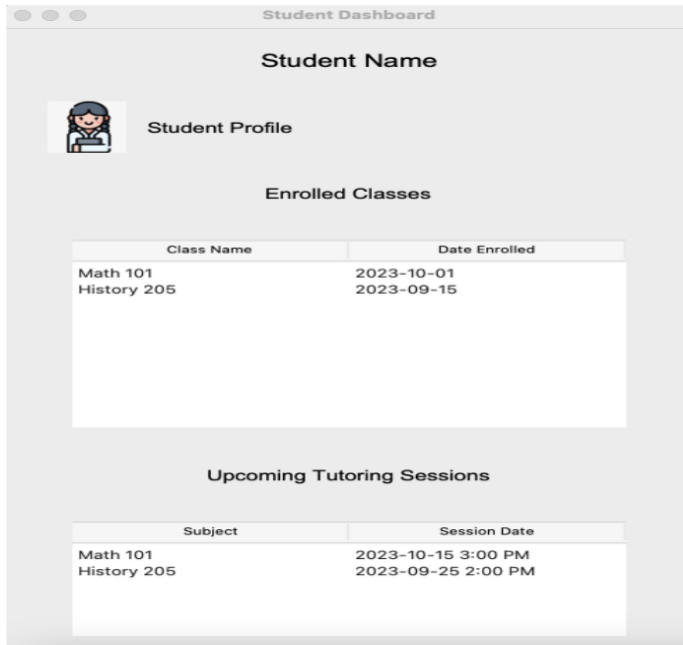 Student Dashboard
Student Name
Student Profile
Enrolled Classes
Class Name Date Enrolled
Math 101 2023-10-01
History 205 2023-09-15
Upcoming Tutoring Sessions
Subject Session Date
Math 101 2023-10-15 3:00 PM
History 205 2023-09-25 2:00 PM